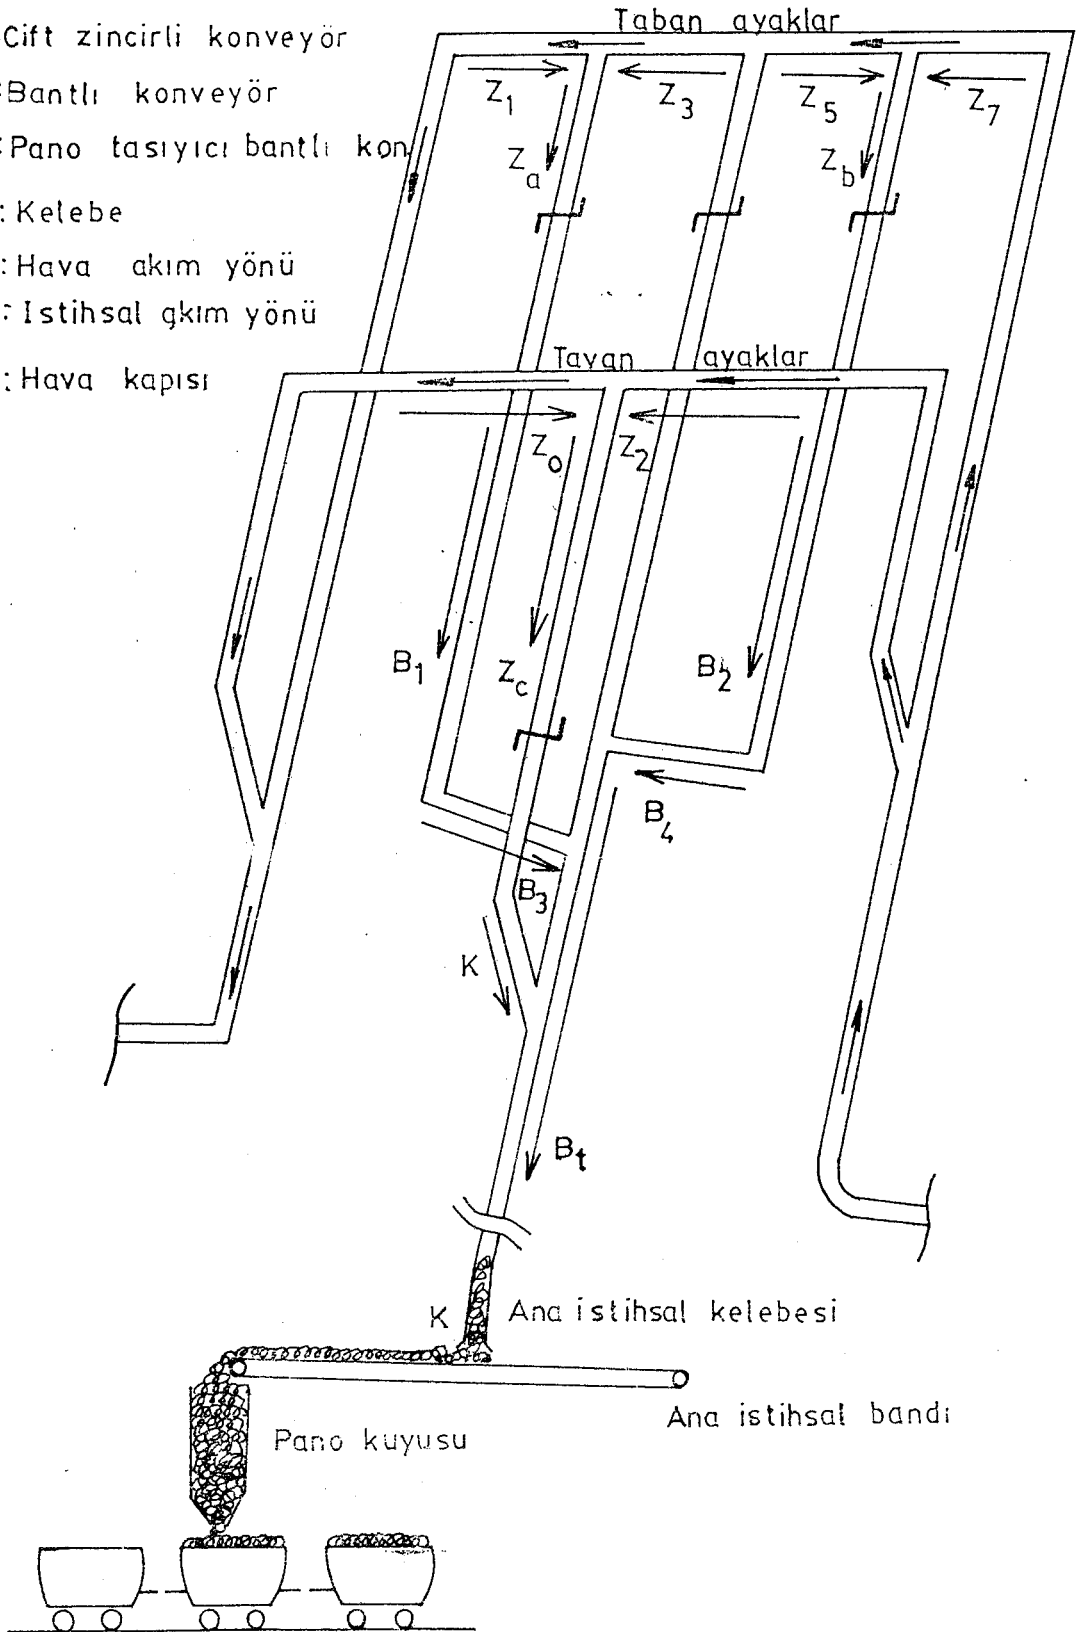 Cift zincirli konveyör
:Bantlı konveyör
:Pano tasıyıcı bantlı kon
:Kelebe
:Hava akım yönü
:Istihsal akım yönü
:Hava kapısı
Taban ayaklar
Z1
Z3
Z5
Z7
Za
Zb
Tavan ayaklar
Zo
Z2
B1
Zc
B2
B4
B3
K
Bt
K
Ana istihsal kelebesi
Ana istihsal bandı
Pano kuyusu